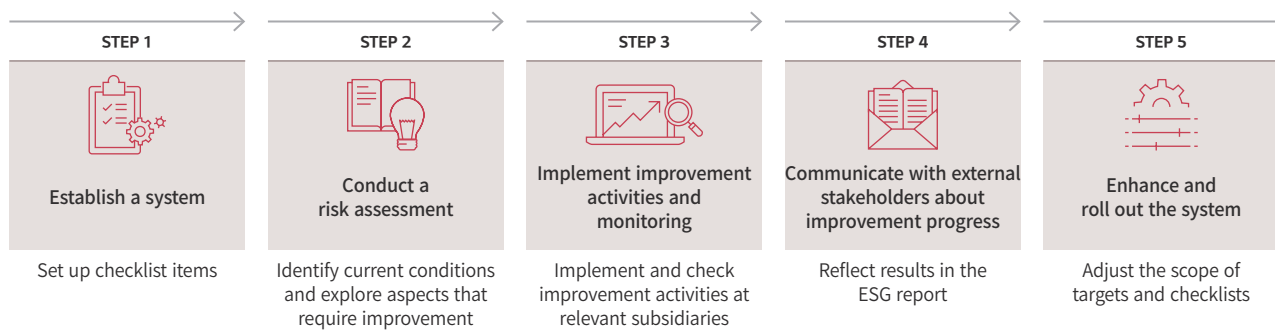 STEP 1
Establish a system
Set up checklist items
STEP 2
Conduct a
risk assessment
Identify current conditions
and explore aspects that
require improvement
STEP 3
Implement improvement
activities and
monitoring
Implement and check
improvement activities at
relevant subsidiaries
STEP 4
Communicate with external
stakeholders about
improvement progress
Reflect results in the
ESG report
STEP 5
Enhance and
roll out the system
Adjust the scope of
targets and checklists